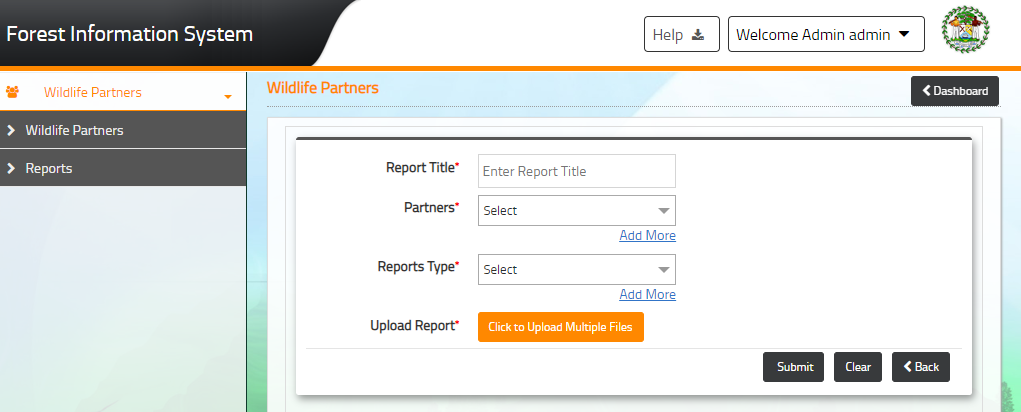 Forest Information System
Help
Welcome Admin admin
Wildlife Partners
Wildlife Partners
Reports
Wildlife Partners
Dashboard
Report Title*
Enter Report Title
Partners*
Select
Add More
Reports Type*
Select
Add More
Upload Report*
Click to Upload Multiple Files
Submit
Clear
Back